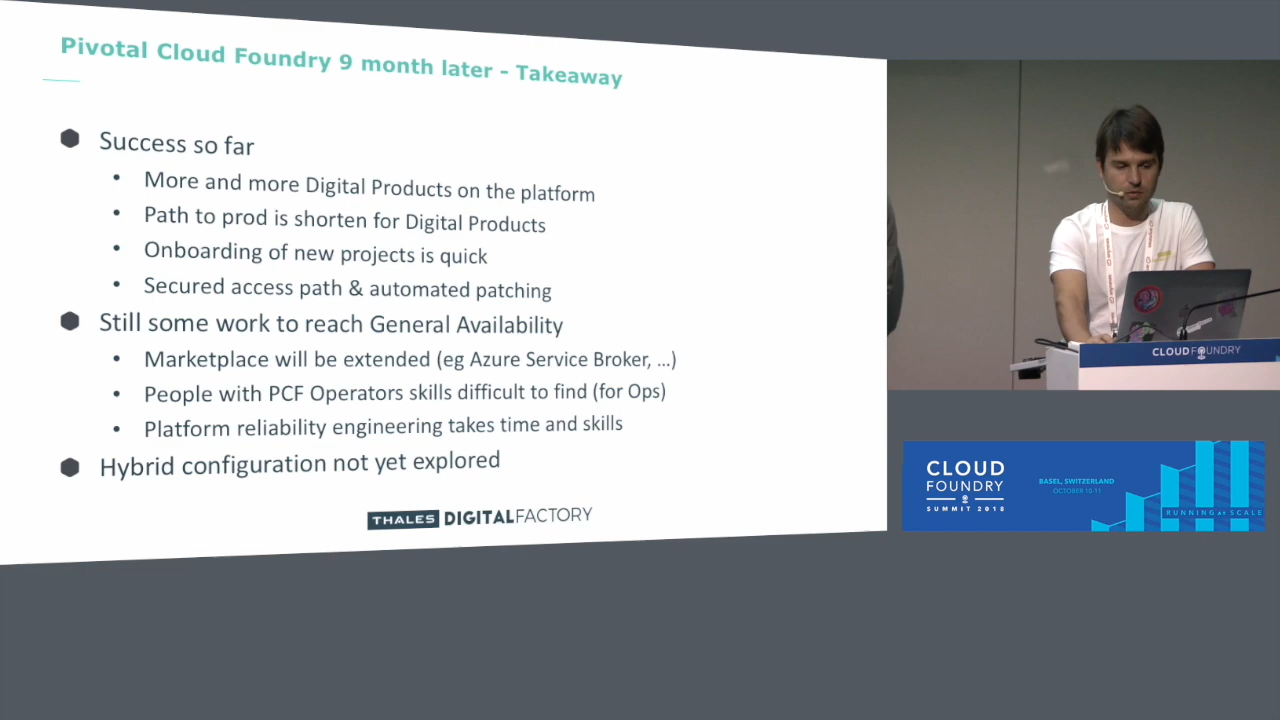 Pivotal Cloud Foundry 9 month later - Takeaway
Success so far
• More and more Digital Products on the platform
• Path to prod is shorten for Digital Products
• Onboarding of new projects is quick
• Secured access path & automated patching
Still some work to reach General Availability
• Marketplace will be extended (eg Azure Service Broker, ...)
• People with PCF Operators skills difficult to find (for Ops)
• Platform reliability engineering takes time and skills
Hybrid configuration not yet explored
THALES DIGITALFACTORY
CLOUD FOUNDRY
CLOUD
FOUNDRY
SUMMIT 2018
BASEL, SWITZERLAND
OCTOBER 10-11
RUNNING AT SCALE